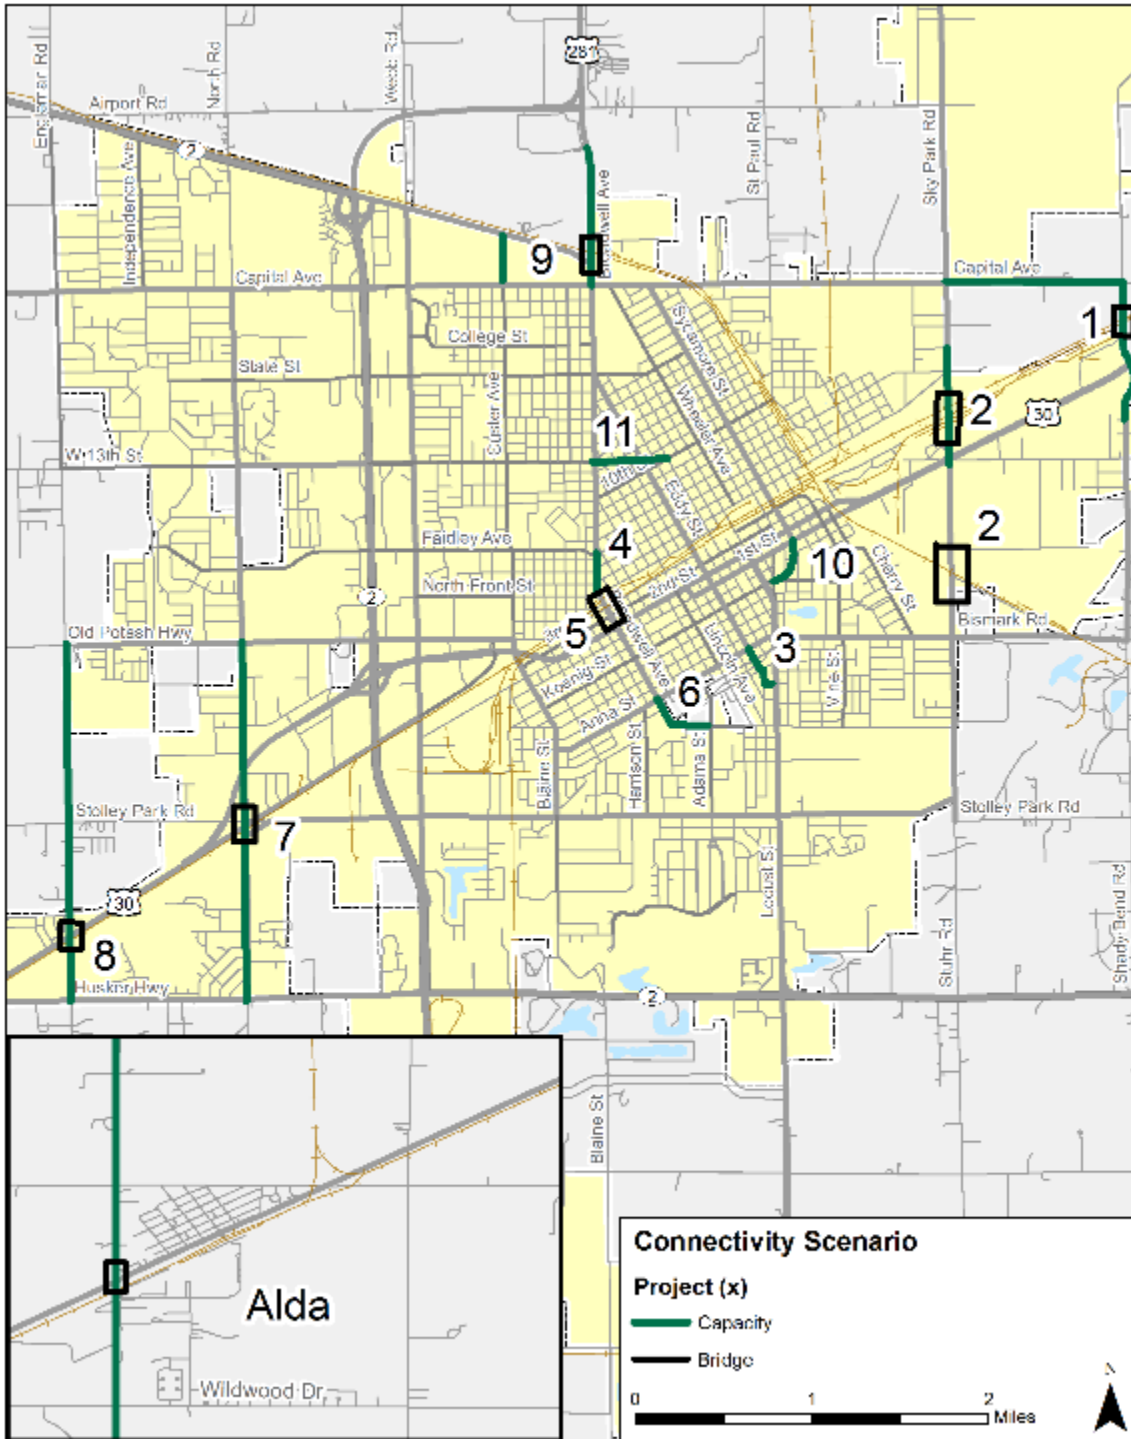 281
Engleman Rd
North Rd
Webb Rd
Airport Rd
2
Independence Ave
Broadwell Ave
St Paul Rd
Sky Park Rd
9
Capital Ave
Capital Ave
1
College St
State St
Custer Ave
Sycamore St
Wheeler Ave
2
30
11
W 13th St
10th St
Eddy St
Faidley Ave
4
1st St
2
North Front St
2nd St
10
Cherry St
2
Old Potash Hwy
5
Bismark Rd
Koenig St
Broadwell Ave
Lincoln Ave
3
Vine St
6
Anna St
Blaine St
Harrison St
Adams St
Stolley Park Rd
7
Stolley Park Rd
Locust St
30
8
Stuhr Rd
Shady Bend Rd
Husker Hwy
2
Blaine St
Alda
Wildwood Dr
Connectivity Scenario
Project (x)
Capacity
Bridge
0 1 2
Miles
N